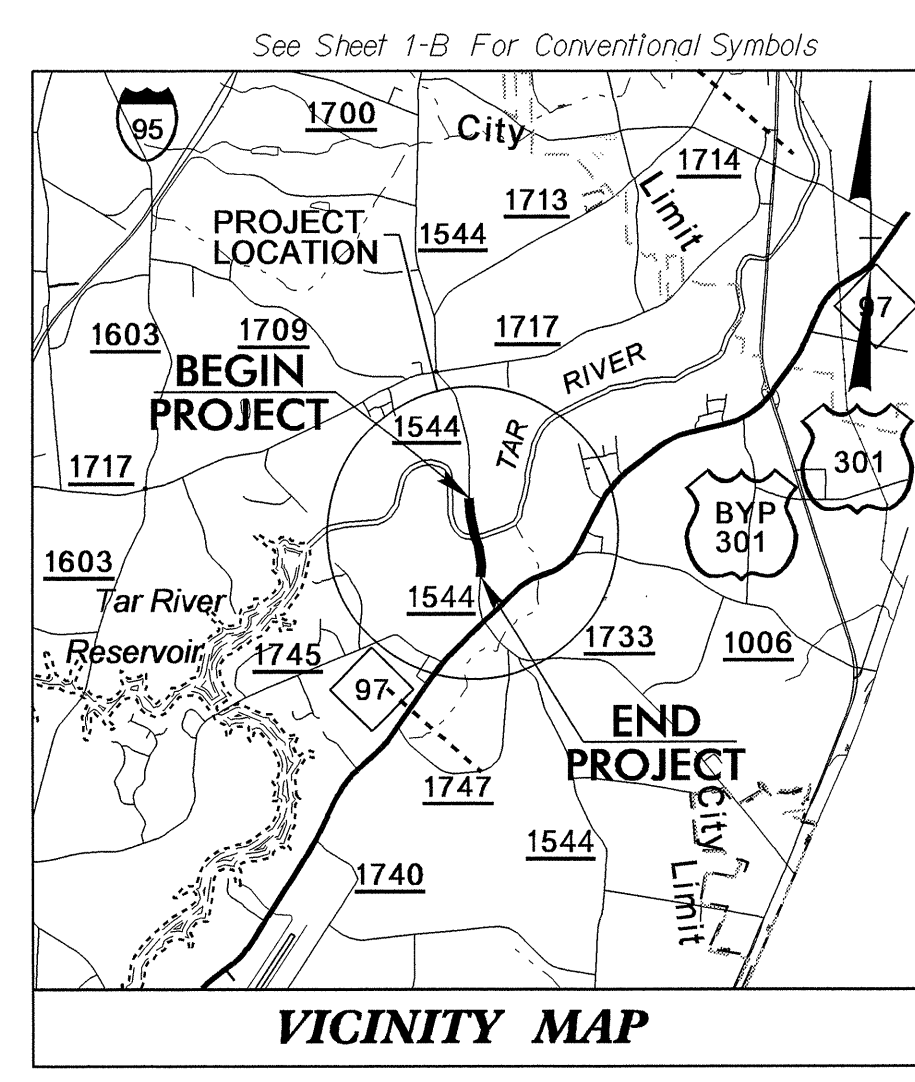 See Sheet 1-B For Conventional Symbols
95
1700
City
Limit
1714
1713
PROJECT
LOCATION
1544
1603
1709
1717
TAR RIVER
97
BEGIN
PROJECT
1544
1717
301
BYP
301
1603
Tar River
Reservoir
1544
1745
1733
1006
97
END
PROJECT
1747
City
Limit
1544
1740
VICINITY MAP